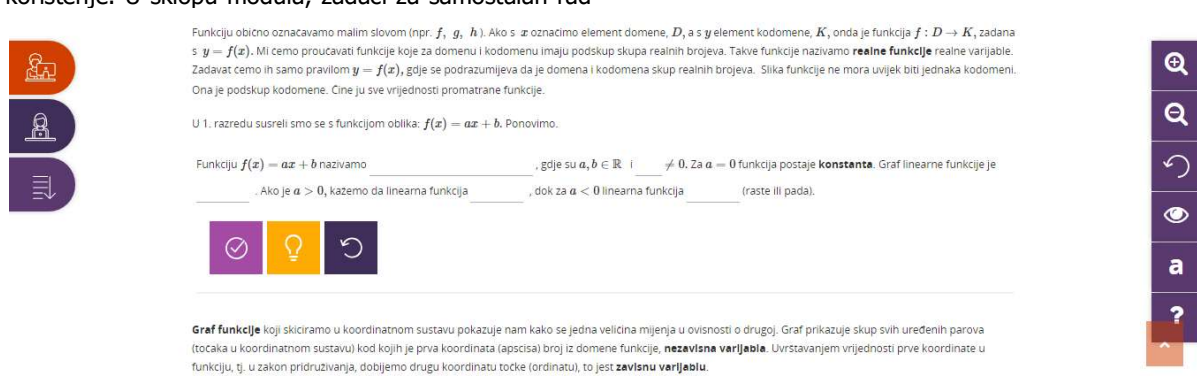 korištenje. U sklopu modula, zadaci za samostalan rad
Funkciju obično označavamo malim slovom (npr. f, g, h). Ako s x označimo element domene, D, a s y element kodomene, K, onda je funkcija f : D → K, zadana
s y = f(x). Mi ćemo proučavati funkcije koje za domenu i kodomenu imaju podskup skupa realnih brojeva. Takve funkcije nazivamo realne funkcije realne varijable.
Zadavat ćemo ih samo pravilom y = f(x), gdje se podrazumijeva da je domena i kodomena skup realnih brojeva. Slika funkcije ne mora uvijek biti jednaka kodomeni.
Ona je podskup kodomene. Čine ju sve vrijednosti promatrane funkcije.
U 1. razredu susreli smo se s funkcijom oblika: f(x) = ax + b. Ponovimo.
Funkciju f(x) = ax + b nazivamo , gdje su a, b ∈ ℝ i ≠ 0. Za a = 0 funkcija postaje konstanta. Graf linearne funkcije je
. Ako je a > 0, kažemo da linearna funkcija , dok za a < 0 linearna funkcija (raste ili pada).
Graf funkcije koji skiciramo u koordinatnom sustavu pokazuje nam kako se jedna veličina mijenja u ovisnosti o drugoj. Graf prikazuje skup svih uređenih parova
(točaka u koordinatnom sustavu) kod kojih je prva koordinata (apscisa) broj iz domene funkcije, nezavisna varijabla. Uvrštavanjem vrijednosti prve koordinate u
funkciju, tj. u zakon pridruživanja, dobijemo drugu koordinatu točke (ordinatu), to jest zavisnu varijablu.
a
?